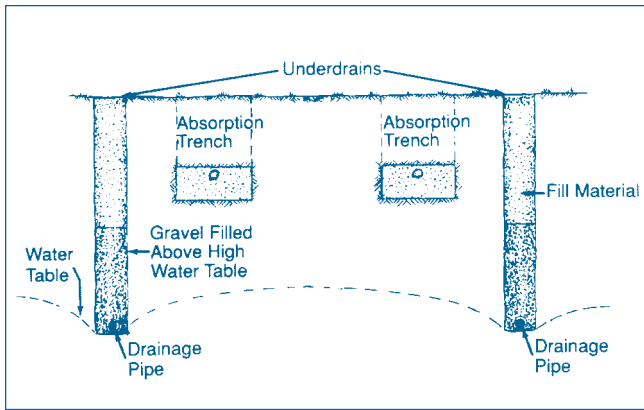 Underdrains
Absorption
Trench
Absorption
Trench
Fill Material
Gravel Filled
Above High
Water Table
Water
Table
Drainage
Pipe
Drainage
Pipe